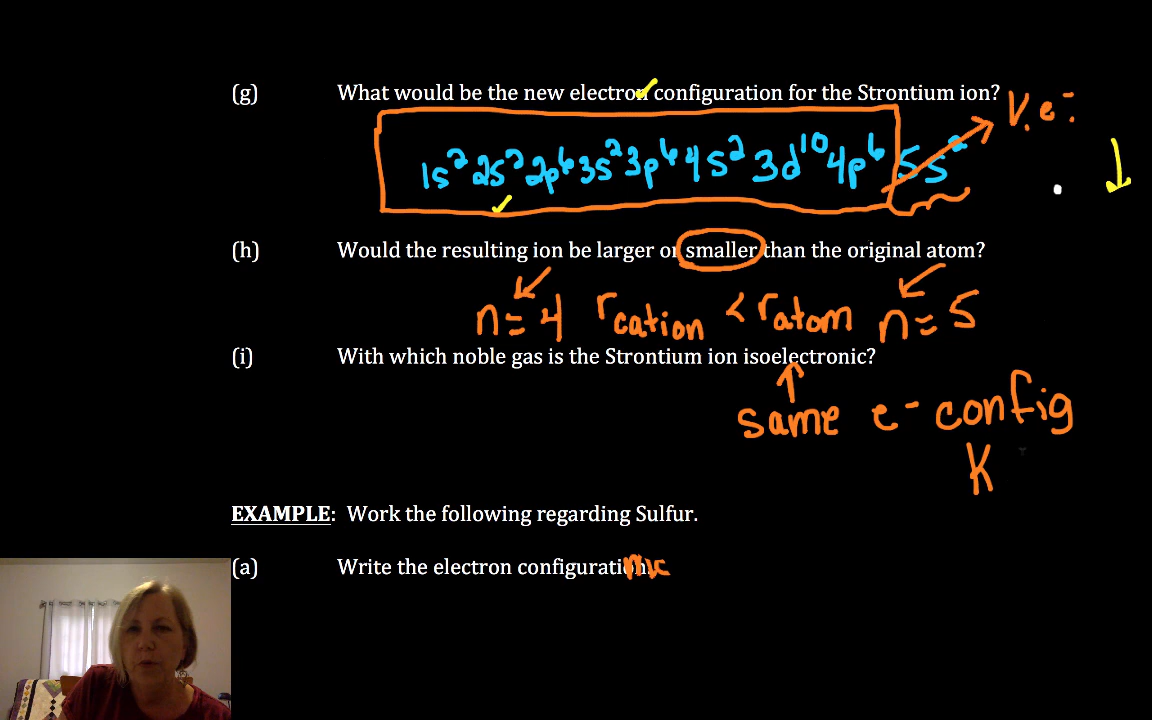 (g) What would be the new electron configuration for the Strontium ion?
V.e⁻:
1s² 2s² 2p⁶ 3s² 3p⁶ 4s² 3d¹⁰ 4p⁶ 5s²
(h) Would the resulting ion be larger or smaller than the original atom?
n=4 r cation < r atom n=5
(i) With which noble gas is the Strontium ion isoelectronic?
same e- config
K
EXAMPLE: Work the following regarding Sulfur.
(a) Write the electron configuration.